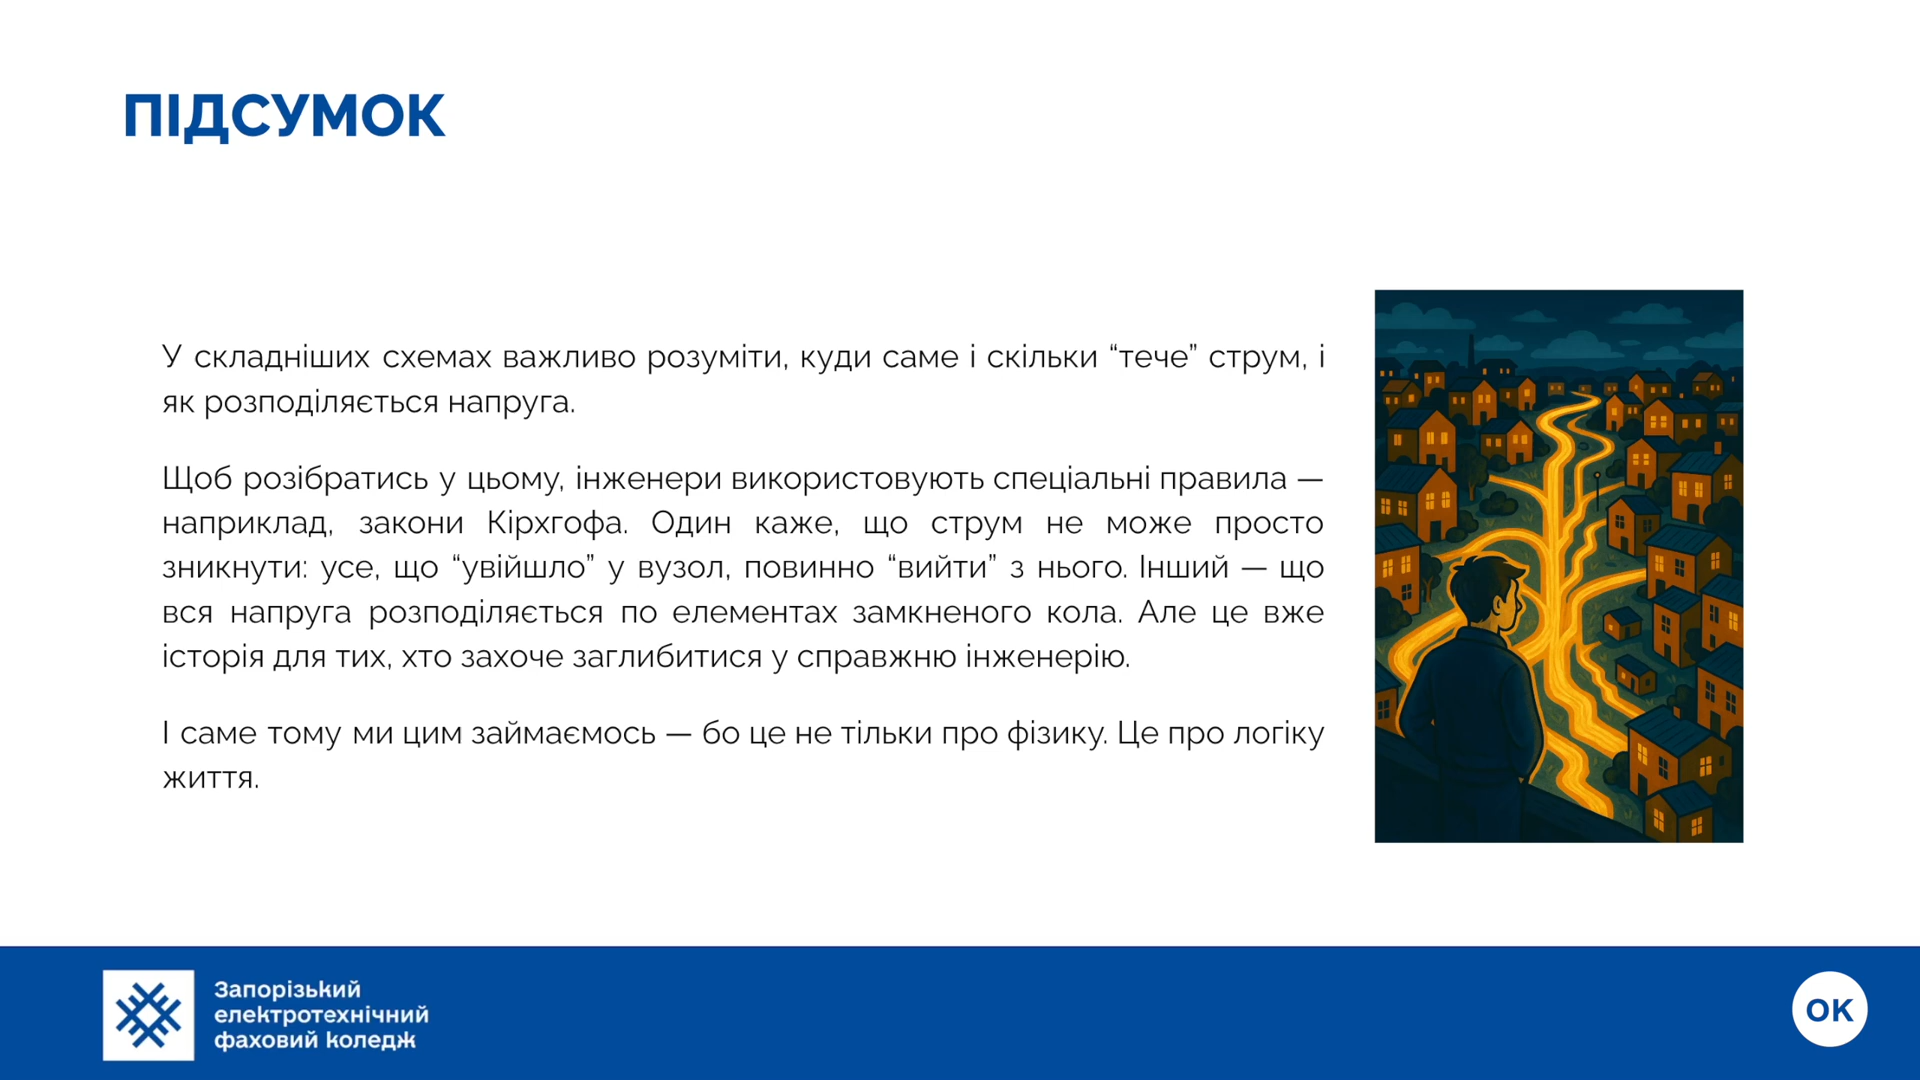 ПІДСУМОК
У складніших схемах важливо розуміти, куди саме і скільки “тече” струм, і
як розподіляється напруга.
Щоб розібратись у цьому, інженери використовують спеціальні правила —
наприклад, закони Кірхгофа. Один каже, що струм не може просто
зникнути: усе, що “увійшло” у вузол, повинно “вийти” з нього. Інший — що
вся напруга розподіляється по елементах замкненого кола. Але це вже
історія для тих, хто захоче заглибитися у справжню інженерію.
І саме тому ми цим займаємось — бо це не тільки про фізику. Це про логіку
життя.
Запорізький
електротехнічний
фаховий коледж
ОК